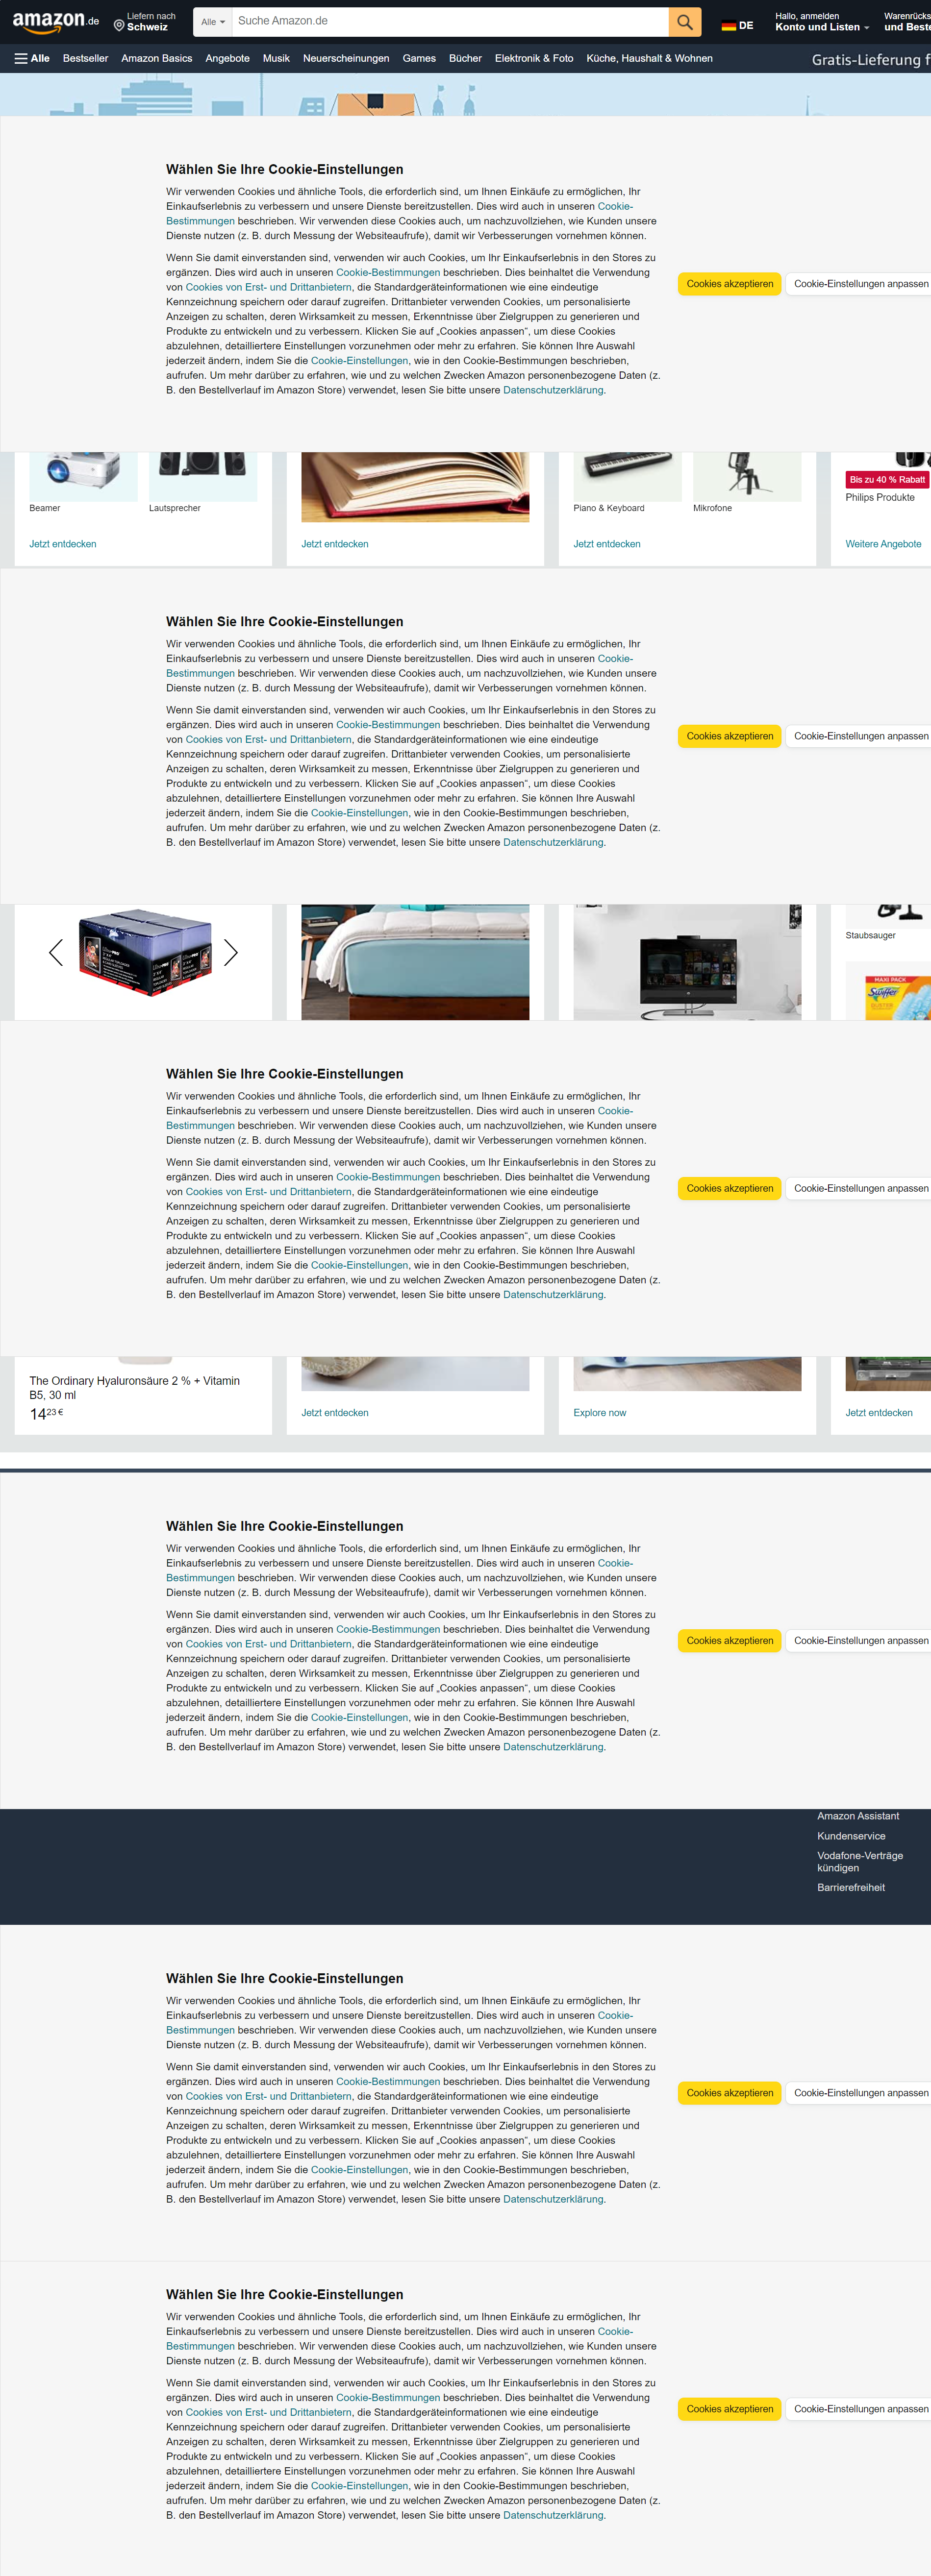 amazon.de
Liefern nach
Schweiz
Alle
Suche Amazon.de
DE
Hallo, anmelden
Konto und Listen
Warenrücks
und Beste
Alle
Bestseller
Amazon Basics
Angebote
Musik
Neuerscheinungen
Games
Bücher
Elektronik & Foto
Küche, Haushalt & Wohnen
Gratis-Lieferung f
Wählen Sie Ihre Cookie-Einstellungen
Wir verwenden Cookies und ähnliche Tools, die erforderlich sind, um Ihnen Einkäufe zu ermöglichen, Ihr
Einkaufserlebnis zu verbessern und unsere Dienste bereitzustellen. Dies wird auch in unseren Cookie-
Bestimmungen beschrieben. Wir verwenden diese Cookies auch, um nachzuvollziehen, wie Kunden unsere
Dienste nutzen (z. B. durch Messung der Websiteaufrufe), damit wir Verbesserungen vornehmen können.
Wenn Sie damit einverstanden sind, verwenden wir auch Cookies, um Ihr Einkaufserlebnis in den Stores zu
ergänzen. Dies wird auch in unseren Cookie-Bestimmungen beschrieben. Dies beinhaltet die Verwendung
von Cookies von Erst- und Drittanbietern, die Standardgeräteinformationen wie eine eindeutige
Kennzeichnung speichern oder darauf zugreifen. Drittanbieter verwenden Cookies, um personalisierte
Anzeigen zu schalten, deren Wirksamkeit zu messen, Erkenntnisse über Zielgruppen zu generieren und
Produkte zu entwickeln und zu verbessern. Klicken Sie auf „Cookies anpassen“, um diese Cookies
abzulehnen, detailliertere Einstellungen vorzunehmen oder mehr zu erfahren. Sie können Ihre Auswahl
jederzeit ändern, indem Sie die Cookie-Einstellungen, wie in den Cookie-Bestimmungen beschrieben,
aufrufen. Um mehr darüber zu erfahren, wie und zu welchen Zwecken Amazon personenbezogene Daten (z.
B. den Bestellverlauf im Amazon Store) verwendet, lesen Sie bitte unsere Datenschutzerklärung.
Cookies akzeptieren
Cookie-Einstellungen anpassen
Beamer
Lautsprecher
Piano & Keyboard
Mikrofone
Bis zu 40 % Rabatt
Philips Produkte
Jetzt entdecken
Jetzt entdecken
Jetzt entdecken
Weitere Angebote
Wählen Sie Ihre Cookie-Einstellungen
Wir verwenden Cookies und ähnliche Tools, die erforderlich sind, um Ihnen Einkäufe zu ermöglichen, Ihr
Einkaufserlebnis zu verbessern und unsere Dienste bereitzustellen. Dies wird auch in unseren Cookie-
Bestimmungen beschrieben. Wir verwenden diese Cookies auch, um nachzuvollziehen, wie Kunden unsere
Dienste nutzen (z. B. durch Messung der Websiteaufrufe), damit wir Verbesserungen vornehmen können.
Wenn Sie damit einverstanden sind, verwenden wir auch Cookies, um Ihr Einkaufserlebnis in den Stores zu
ergänzen. Dies wird auch in unseren Cookie-Bestimmungen beschrieben. Dies beinhaltet die Verwendung
von Cookies von Erst- und Drittanbietern, die Standardgeräteinformationen wie eine eindeutige
Kennzeichnung speichern oder darauf zugreifen. Drittanbieter verwenden Cookies, um personalisierte
Anzeigen zu schalten, deren Wirksamkeit zu messen, Erkenntnisse über Zielgruppen zu generieren und
Produkte zu entwickeln und zu verbessern. Klicken Sie auf „Cookies anpassen“, um diese Cookies
abzulehnen, detailliertere Einstellungen vorzunehmen oder mehr zu erfahren. Sie können Ihre Auswahl
jederzeit ändern, indem Sie die Cookie-Einstellungen, wie in den Cookie-Bestimmungen beschrieben,
aufrufen. Um mehr darüber zu erfahren, wie und zu welchen Zwecken Amazon personenbezogene Daten (z.
B. den Bestellverlauf im Amazon Store) verwendet, lesen Sie bitte unsere Datenschutzerklärung.
Cookies akzeptieren
Cookie-Einstellungen anpassen
Staubsauger
MAXI PACK
Swiffer
Wählen Sie Ihre Cookie-Einstellungen
Wir verwenden Cookies und ähnliche Tools, die erforderlich sind, um Ihnen Einkäufe zu ermöglichen, Ihr
Einkaufserlebnis zu verbessern und unsere Dienste bereitzustellen. Dies wird auch in unseren Cookie-
Bestimmungen beschrieben. Wir verwenden diese Cookies auch, um nachzuvollziehen, wie Kunden unsere
Dienste nutzen (z. B. durch Messung der Websiteaufrufe), damit wir Verbesserungen vornehmen können.
Wenn Sie damit einverstanden sind, verwenden wir auch Cookies, um Ihr Einkaufserlebnis in den Stores zu
ergänzen. Dies wird auch in unseren Cookie-Bestimmungen beschrieben. Dies beinhaltet die Verwendung
von Cookies von Erst- und Drittanbietern, die Standardgeräteinformationen wie eine eindeutige
Kennzeichnung speichern oder darauf zugreifen. Drittanbieter verwenden Cookies, um personalisierte
Anzeigen zu schalten, deren Wirksamkeit zu messen, Erkenntnisse über Zielgruppen zu generieren und
Produkte zu entwickeln und zu verbessern. Klicken Sie auf „Cookies anpassen“, um diese Cookies
abzulehnen, detailliertere Einstellungen vorzunehmen oder mehr zu erfahren. Sie können Ihre Auswahl
jederzeit ändern, indem Sie die Cookie-Einstellungen, wie in den Cookie-Bestimmungen beschrieben,
aufrufen. Um mehr darüber zu erfahren, wie und zu welchen Zwecken Amazon personenbezogene Daten (z.
B. den Bestellverlauf im Amazon Store) verwendet, lesen Sie bitte unsere Datenschutzerklärung.
Cookies akzeptieren
Cookie-Einstellungen anpassen
The Ordinary Hyaluronsäure 2 % + Vitamin
B5, 30 ml
14 23 €
Jetzt entdecken
Explore now
Jetzt entdecken
Wählen Sie Ihre Cookie-Einstellungen
Wir verwenden Cookies und ähnliche Tools, die erforderlich sind, um Ihnen Einkäufe zu ermöglichen, Ihr
Einkaufserlebnis zu verbessern und unsere Dienste bereitzustellen. Dies wird auch in unseren Cookie-
Bestimmungen beschrieben. Wir verwenden diese Cookies auch, um nachzuvollziehen, wie Kunden unsere
Dienste nutzen (z. B. durch Messung der Websiteaufrufe), damit wir Verbesserungen vornehmen können.
Wenn Sie damit einverstanden sind, verwenden wir auch Cookies, um Ihr Einkaufserlebnis in den Stores zu
ergänzen. Dies wird auch in unseren Cookie-Bestimmungen beschrieben. Dies beinhaltet die Verwendung
von Cookies von Erst- und Drittanbietern, die Standardgeräteinformationen wie eine eindeutige
Kennzeichnung speichern oder darauf zugreifen. Drittanbieter verwenden Cookies, um personalisierte
Anzeigen zu schalten, deren Wirksamkeit zu messen, Erkenntnisse über Zielgruppen zu generieren und
Produkte zu entwickeln und zu verbessern. Klicken Sie auf „Cookies anpassen“, um diese Cookies
abzulehnen, detailliertere Einstellungen vorzunehmen oder mehr zu erfahren. Sie können Ihre Auswahl
jederzeit ändern, indem Sie die Cookie-Einstellungen, wie in den Cookie-Bestimmungen beschrieben,
aufrufen. Um mehr darüber zu erfahren, wie und zu welchen Zwecken Amazon personenbezogene Daten (z.
B. den Bestellverlauf im Amazon Store) verwendet, lesen Sie bitte unsere Datenschutzerklärung.
Cookies akzeptieren
Cookie-Einstellungen anpassen
Amazon Assistant
Kundenservice
Vodafone-Verträge
kündigen
Barrierefreiheit
Wählen Sie Ihre Cookie-Einstellungen
Wir verwenden Cookies und ähnliche Tools, die erforderlich sind, um Ihnen Einkäufe zu ermöglichen, Ihr
Einkaufserlebnis zu verbessern und unsere Dienste bereitzustellen. Dies wird auch in unseren Cookie-
Bestimmungen beschrieben. Wir verwenden diese Cookies auch, um nachzuvollziehen, wie Kunden unsere
Dienste nutzen (z. B. durch Messung der Websiteaufrufe), damit wir Verbesserungen vornehmen können.
Wenn Sie damit einverstanden sind, verwenden wir auch Cookies, um Ihr Einkaufserlebnis in den Stores zu
ergänzen. Dies wird auch in unseren Cookie-Bestimmungen beschrieben. Dies beinhaltet die Verwendung
von Cookies von Erst- und Drittanbietern, die Standardgeräteinformationen wie eine eindeutige
Kennzeichnung speichern oder darauf zugreifen. Drittanbieter verwenden Cookies, um personalisierte
Anzeigen zu schalten, deren Wirksamkeit zu messen, Erkenntnisse über Zielgruppen zu generieren und
Produkte zu entwickeln und zu verbessern. Klicken Sie auf „Cookies anpassen“, um diese Cookies
abzulehnen, detailliertere Einstellungen vorzunehmen oder mehr zu erfahren. Sie können Ihre Auswahl
jederzeit ändern, indem Sie die Cookie-Einstellungen, wie in den Cookie-Bestimmungen beschrieben,
aufrufen. Um mehr darüber zu erfahren, wie und zu welchen Zwecken Amazon personenbezogene Daten (z.
B. den Bestellverlauf im Amazon Store) verwendet, lesen Sie bitte unsere Datenschutzerklärung.
Cookies akzeptieren
Cookie-Einstellungen anpassen
Wählen Sie Ihre Cookie-Einstellungen
Wir verwenden Cookies und ähnliche Tools, die erforderlich sind, um Ihnen Einkäufe zu ermöglichen, Ihr
Einkaufserlebnis zu verbessern und unsere Dienste bereitzustellen. Dies wird auch in unseren Cookie-
Bestimmungen beschrieben. Wir verwenden diese Cookies auch, um nachzuvollziehen, wie Kunden unsere
Dienste nutzen (z. B. durch Messung der Websiteaufrufe), damit wir Verbesserungen vornehmen können.
Wenn Sie damit einverstanden sind, verwenden wir auch Cookies, um Ihr Einkaufserlebnis in den Stores zu
ergänzen. Dies wird auch in unseren Cookie-Bestimmungen beschrieben. Dies beinhaltet die Verwendung
von Cookies von Erst- und Drittanbietern, die Standardgeräteinformationen wie eine eindeutige
Kennzeichnung speichern oder darauf zugreifen. Drittanbieter verwenden Cookies, um personalisierte
Anzeigen zu schalten, deren Wirksamkeit zu messen, Erkenntnisse über Zielgruppen zu generieren und
Produkte zu entwickeln und zu verbessern. Klicken Sie auf „Cookies anpassen“, um diese Cookies
abzulehnen, detailliertere Einstellungen vorzunehmen oder mehr zu erfahren. Sie können Ihre Auswahl
jederzeit ändern, indem Sie die Cookie-Einstellungen, wie in den Cookie-Bestimmungen beschrieben,
aufrufen. Um mehr darüber zu erfahren, wie und zu welchen Zwecken Amazon personenbezogene Daten (z.
B. den Bestellverlauf im Amazon Store) verwendet, lesen Sie bitte unsere Datenschutzerklärung.
Cookies akzeptieren
Cookie-Einstellungen anpassen